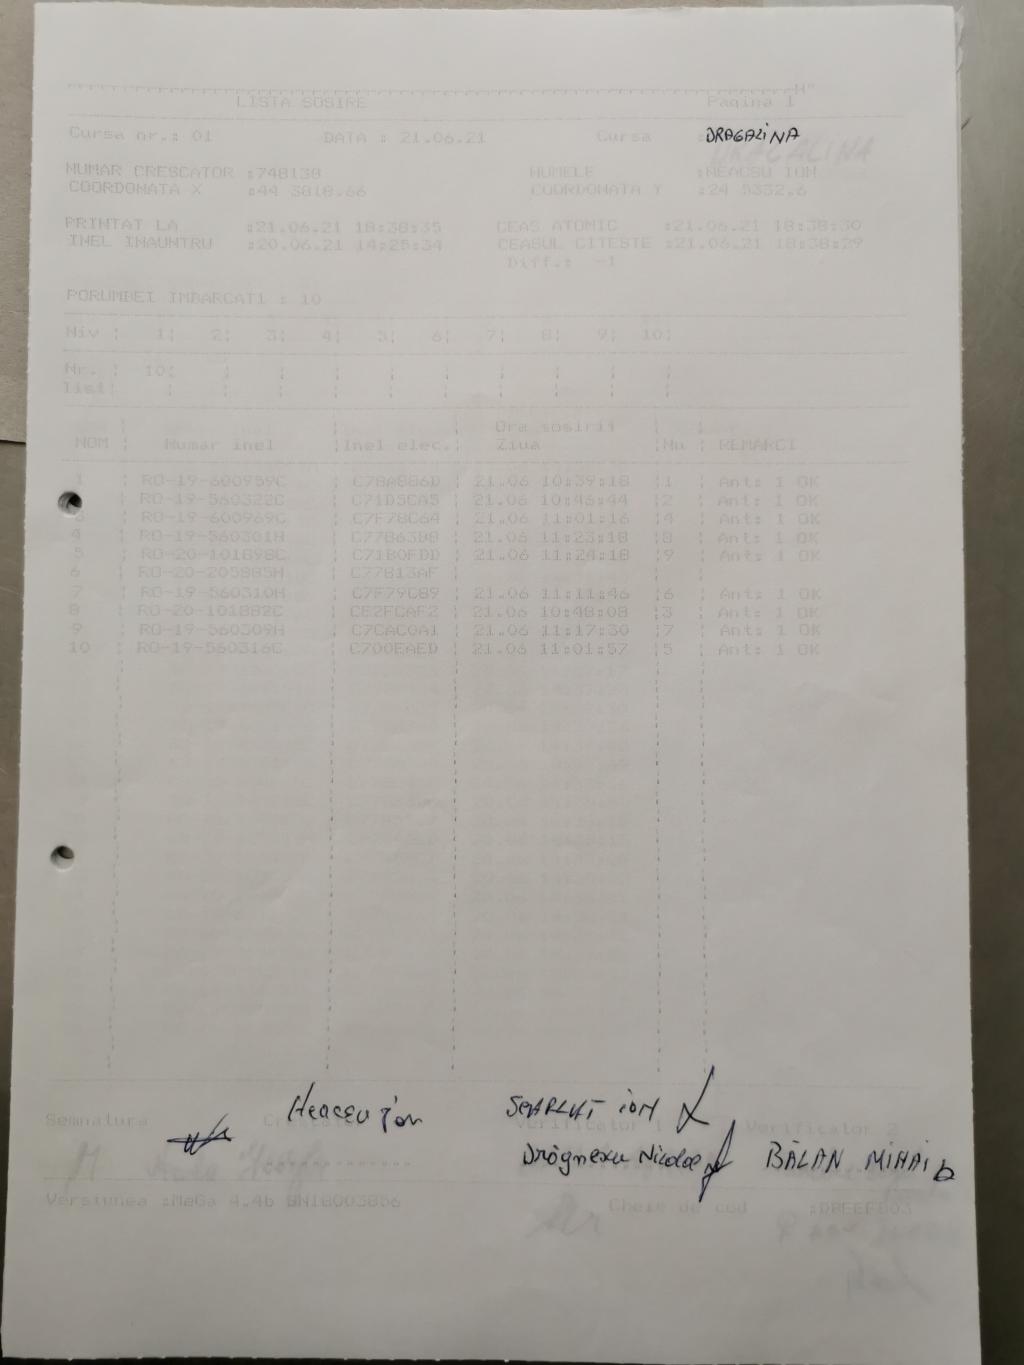 LISTA SOSIRE Pagina 1
Cursa nr.: 01 DATA : 21.06.21 Cursa : DRAGALINA
NUMAR CRESCATOR :748138 NUMELE :NEACSU ION
COORDONATA X :44 3818.66 COORDONATA Y :24 5332.6
PRINTAT LA :21.06.21 18:38:35 CEAS ATOMIC :21.06.21 18:38:30
INEL INAUNTRU :20.06.21 14:25:34 CEASUL CITESTE :21.06.21 18:38:29
Diff.: -1
PORUMBEI IMBARCATI : 10
Niv : 1: 2: 3: 4: 5: 6: 7: 8: 9: 10:
Nr. : 10:
list:
Ora sosirii
NOM : Numar inel :Inel elec.: Ziua :Nu : REMARCI
1 : RO-19-600959C : C78A886D : 21.06 10:39:18 :1 : Ant: 1 OK
2 : RO-19-560322C : C71D5CA5 : 21.06 10:46:44 :2 : Ant: 1 OK
3 : RO-19-600969C : C7F78C64 : 21.06 11:01:16 :4 : Ant: 1 OK
4 : RO-19-560301H : C77863B8 : 21.06 11:23:18 :8 : Ant: 1 OK
5 : RO-20-101898C : C71B0FDD : 21.06 11:24:18 :9 : Ant: 1 OK
6 : RO-20-205885H : C77813AF :
7 : RO-19-560310H : C7F79C89 : 21.06 11:11:46 :6 : Ant: 1 OK
8 : RO-20-101882C : CE2FCAF2 : 21.06 10:48:08 :3 : Ant: 1 OK
9 : RO-19-560309H : C7CAC0A1 : 21.06 11:17:30 :7 : Ant: 1 OK
10 : RO-19-560316C : C700EAED : 21.06 11:01:57 :5 : Ant: 1 OK
Neacsu Ion ION
Semnatura Crescator Verificator 1 Verificator 2
Nicolae BĂLAN MIHAI
Versiunea :MeGa 4.4b Cheie de cod